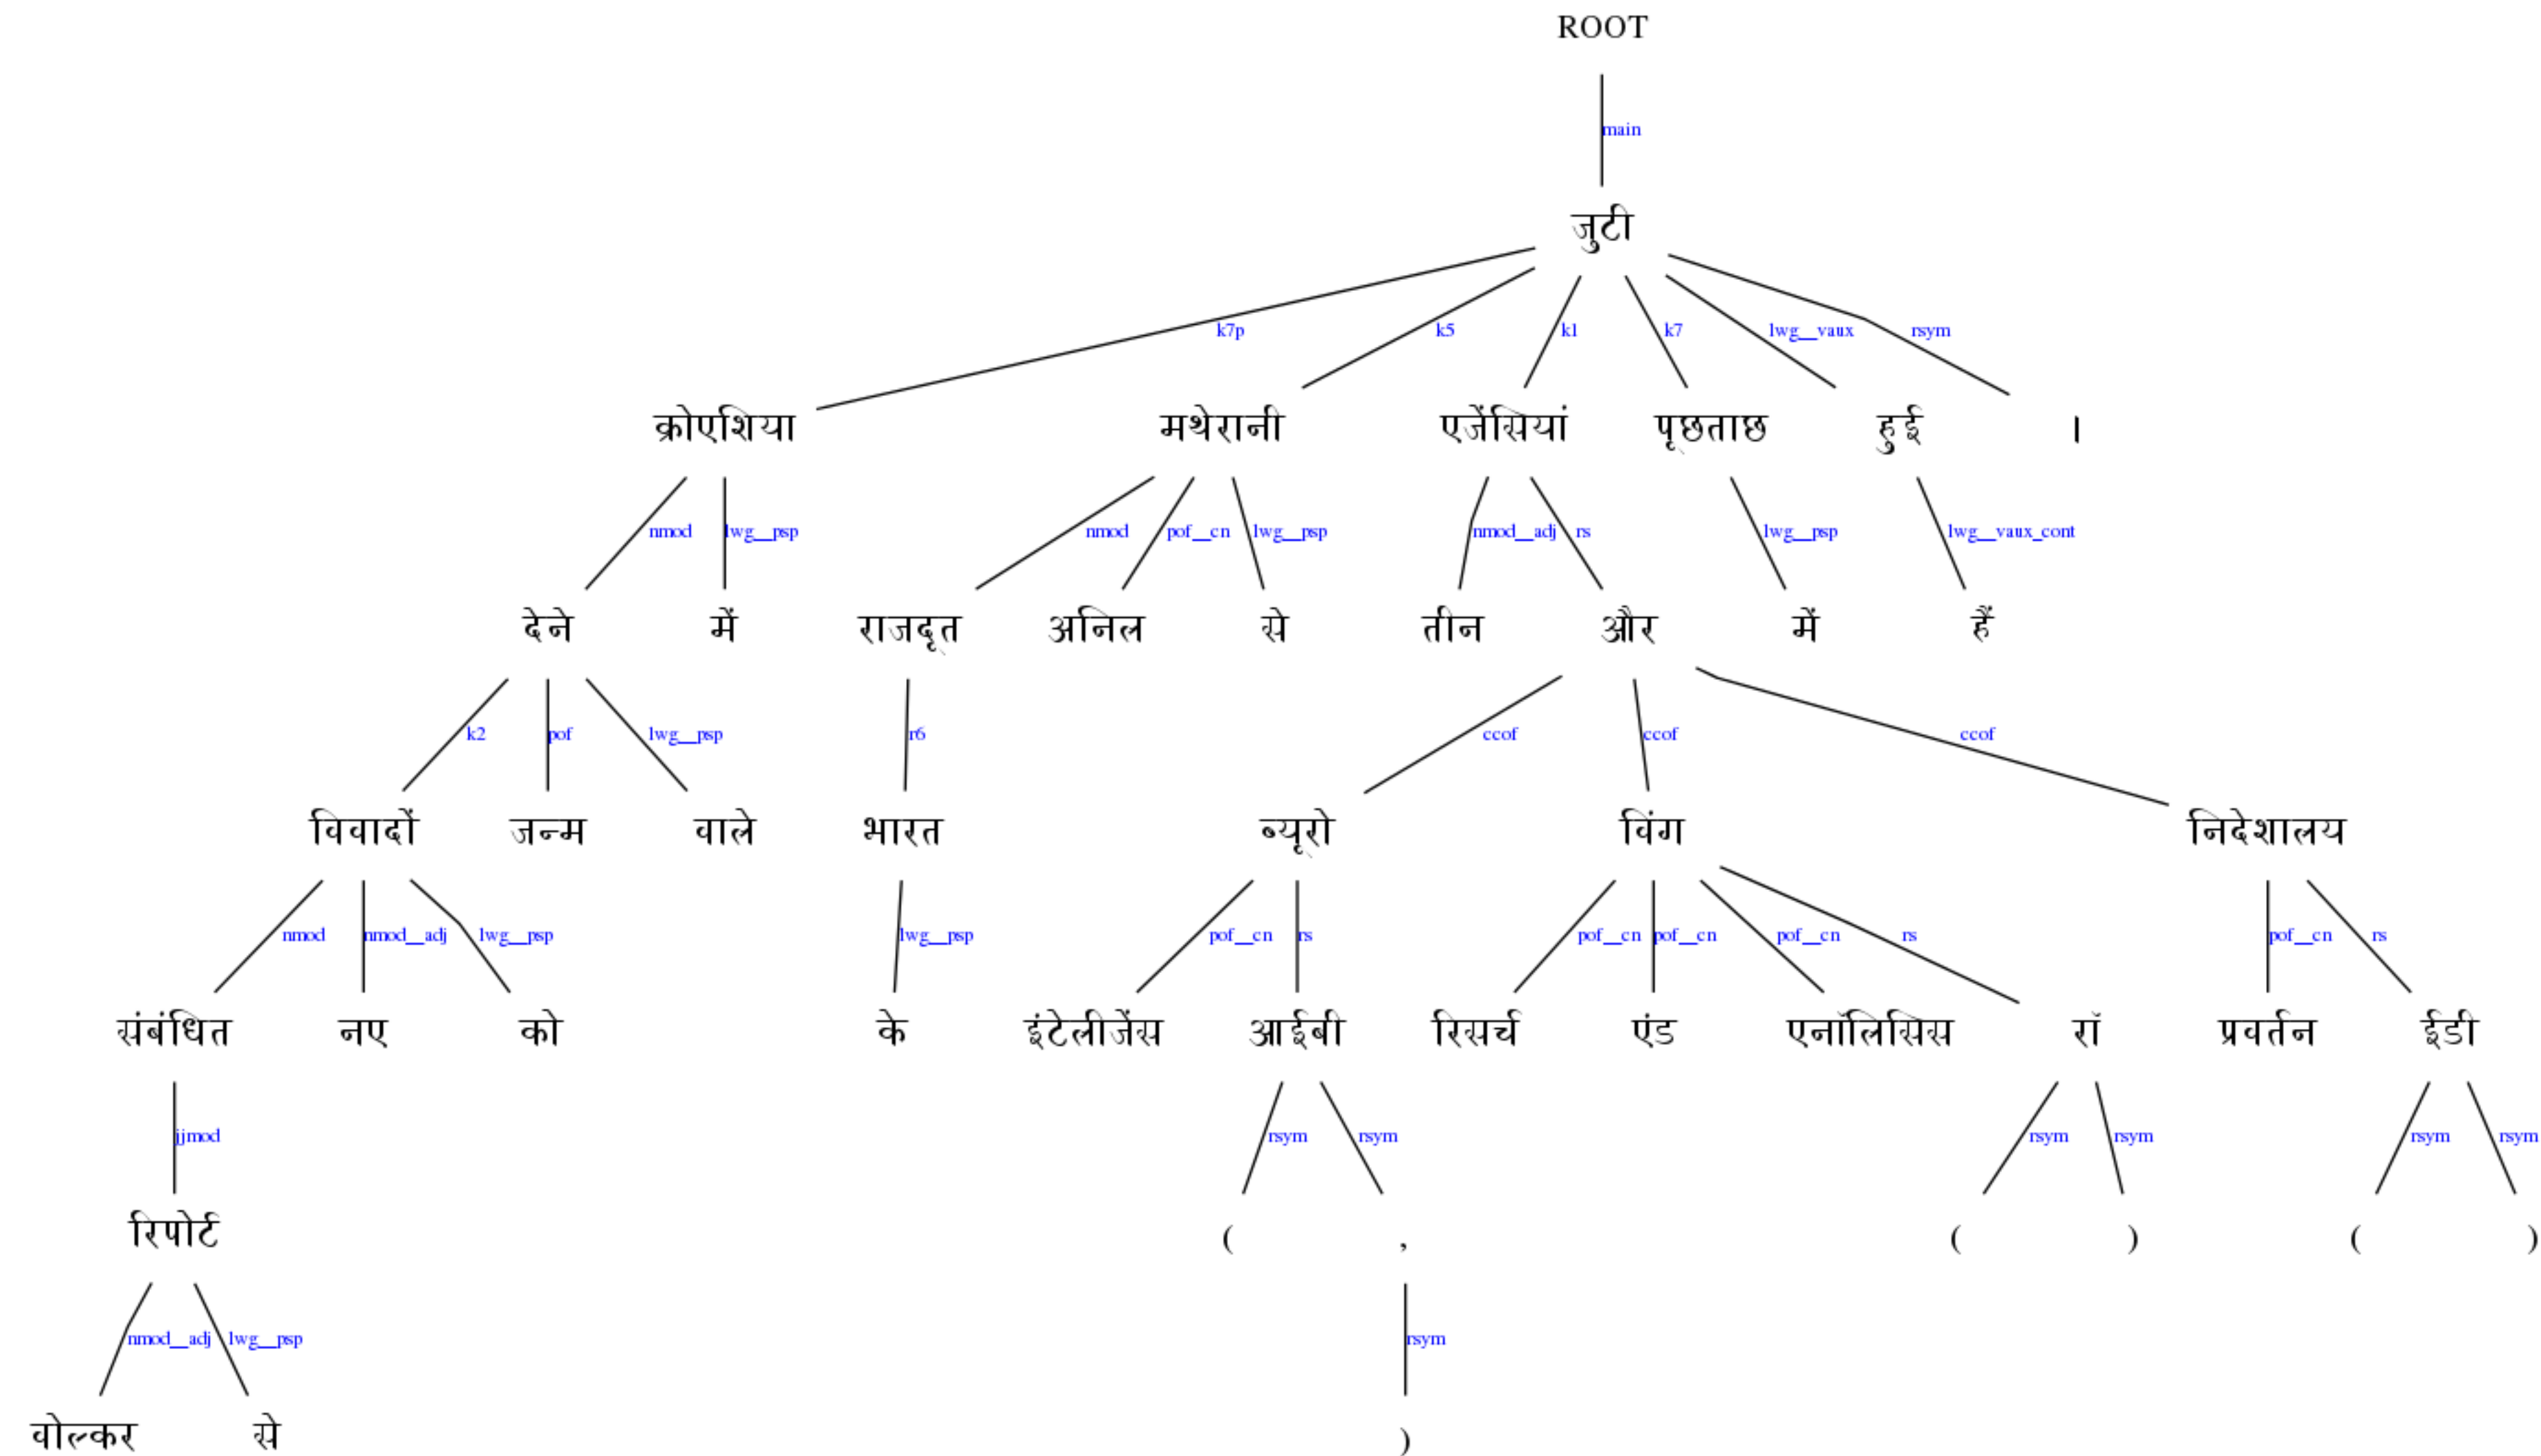 ROOT
main
जुटी
k7p k5 k1 k7 lwg__vaux rsym
क्रोएशिया मथेरानी एजेंसियां पूछताछ हुई ।
nmod lwg__psp nmod pof__cn lwg__psp nmod__adj rs lwg__psp lwg__vaux_cont
देने में राजदूत अनिल से तीन और में हैं
k2 pof lwg__psp r6 ccof ccof ccof
विवादों जन्म वाले भारत ब्यूरो विंग निदेशालय
nmod nmod__adj lwg__psp lwg__psp pof__cn rs pof__cn pof__cn pof__cn rs pof__cn rs
संबंधित नए को के इंटेलीजेंस आईबी रिसर्च एंड एनॉलिसिस रॉ प्रवर्तन ईडी
jjmod rsym rsym rsym rsym rsym rsym
रिपोर्ट ( , ( ) ( )
nmod__adj lwg__psp rsym
वोल्कर से )